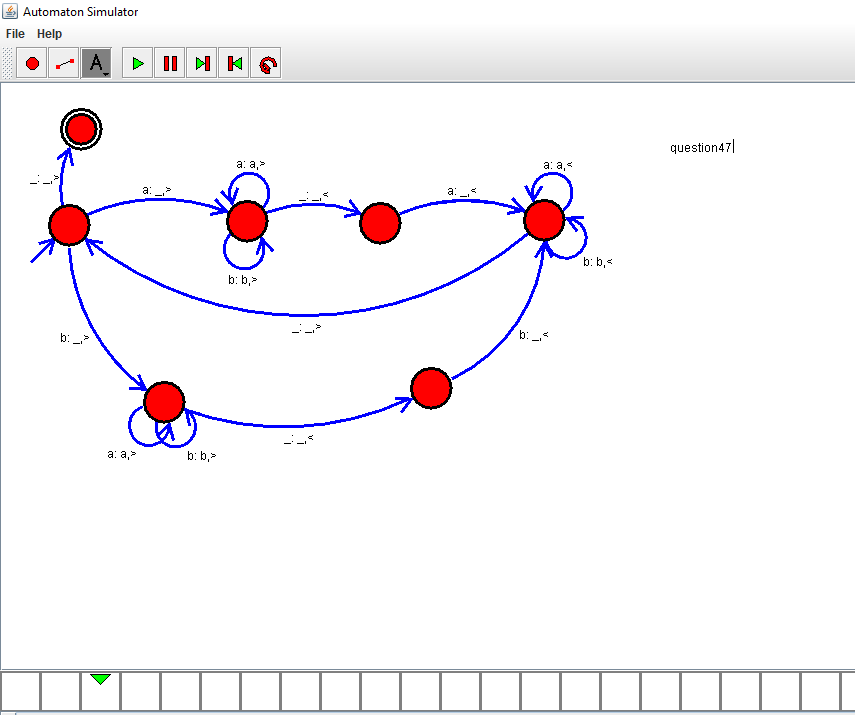 Automaton Simulator
File Help
A
question47
_: _,>
a: _,>
a: a,>
_: _,<
a: _,<
a: a,<
b: b,>
b: b,<
_: _,>
b: _,>
b: _,<
a: a,>
b: b,>
_: _,<